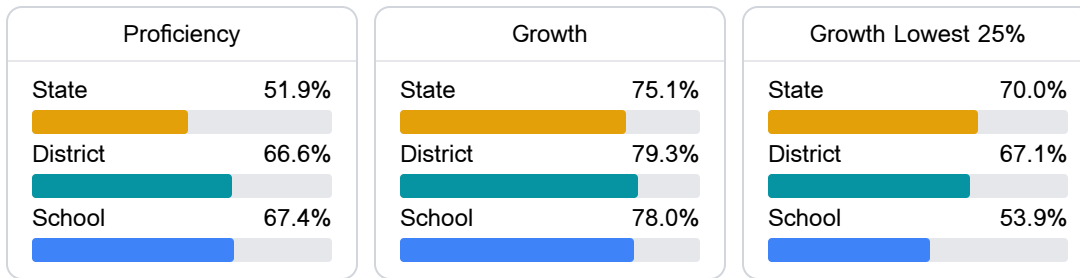 Proficiency
State 51.9%
District 66.6%
School 67.4%
Growth
State 75.1%
District 79.3%
School 78.0%
Growth Lowest 25%
State 70.0%
District 67.1%
School 53.9%